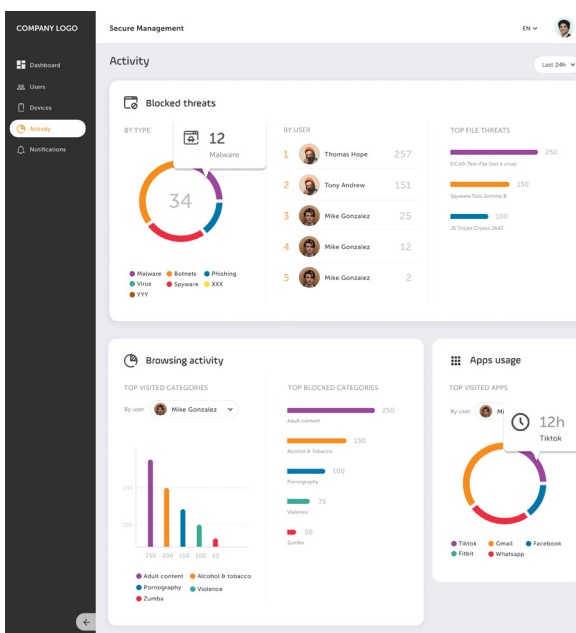 COMPANY LOGO
Secure Management
EN
Dashboard
Users
Devices
Activity
Notifications
Activity
Last 24h
Blocked threats
BY TYPE
12
Malware
34
Malware Botnets Phishing
Virus Spyware XXX
YYY
BY USER
1 Thomas Hope 257
2 Tony Andrew 151
3 Mike Gonzalez 25
4 Mike Gonzalez 12
5 Mike Gonzalez 2
TOP FILE THREATS
250
EICAR-Test-File (not a virus)
150
Spyware.Tool.Johnnie.B
100
JS:Trojan.Cryxos.2642
Browsing activity
TOP VISITED CATEGORIES
By user Mike Gonzalez
200
100
250 200 150 100 50
Adult content Alcohol & tobacco
Pornography Violence
Zumba
TOP BLOCKED CATEGORIES
250
Adult content
150
Alcohol & Tobacco
100
Pornography
75
Violence
50
Zumba
Apps usage
TOP VISITED APPS
By user Mi
12h
Tiktok
Tiktok Gmail Facebook
Fitbit Whatsapp